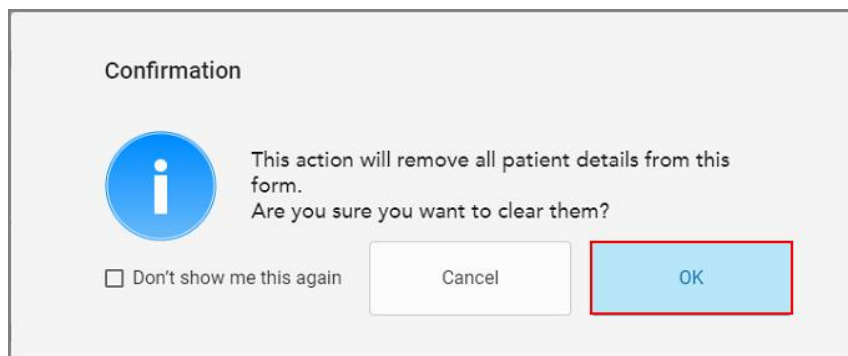 Confirmation
This action will remove all patient details from this
form.
Are you sure you want to clear them?
Don't show me this again
Cancel
OK